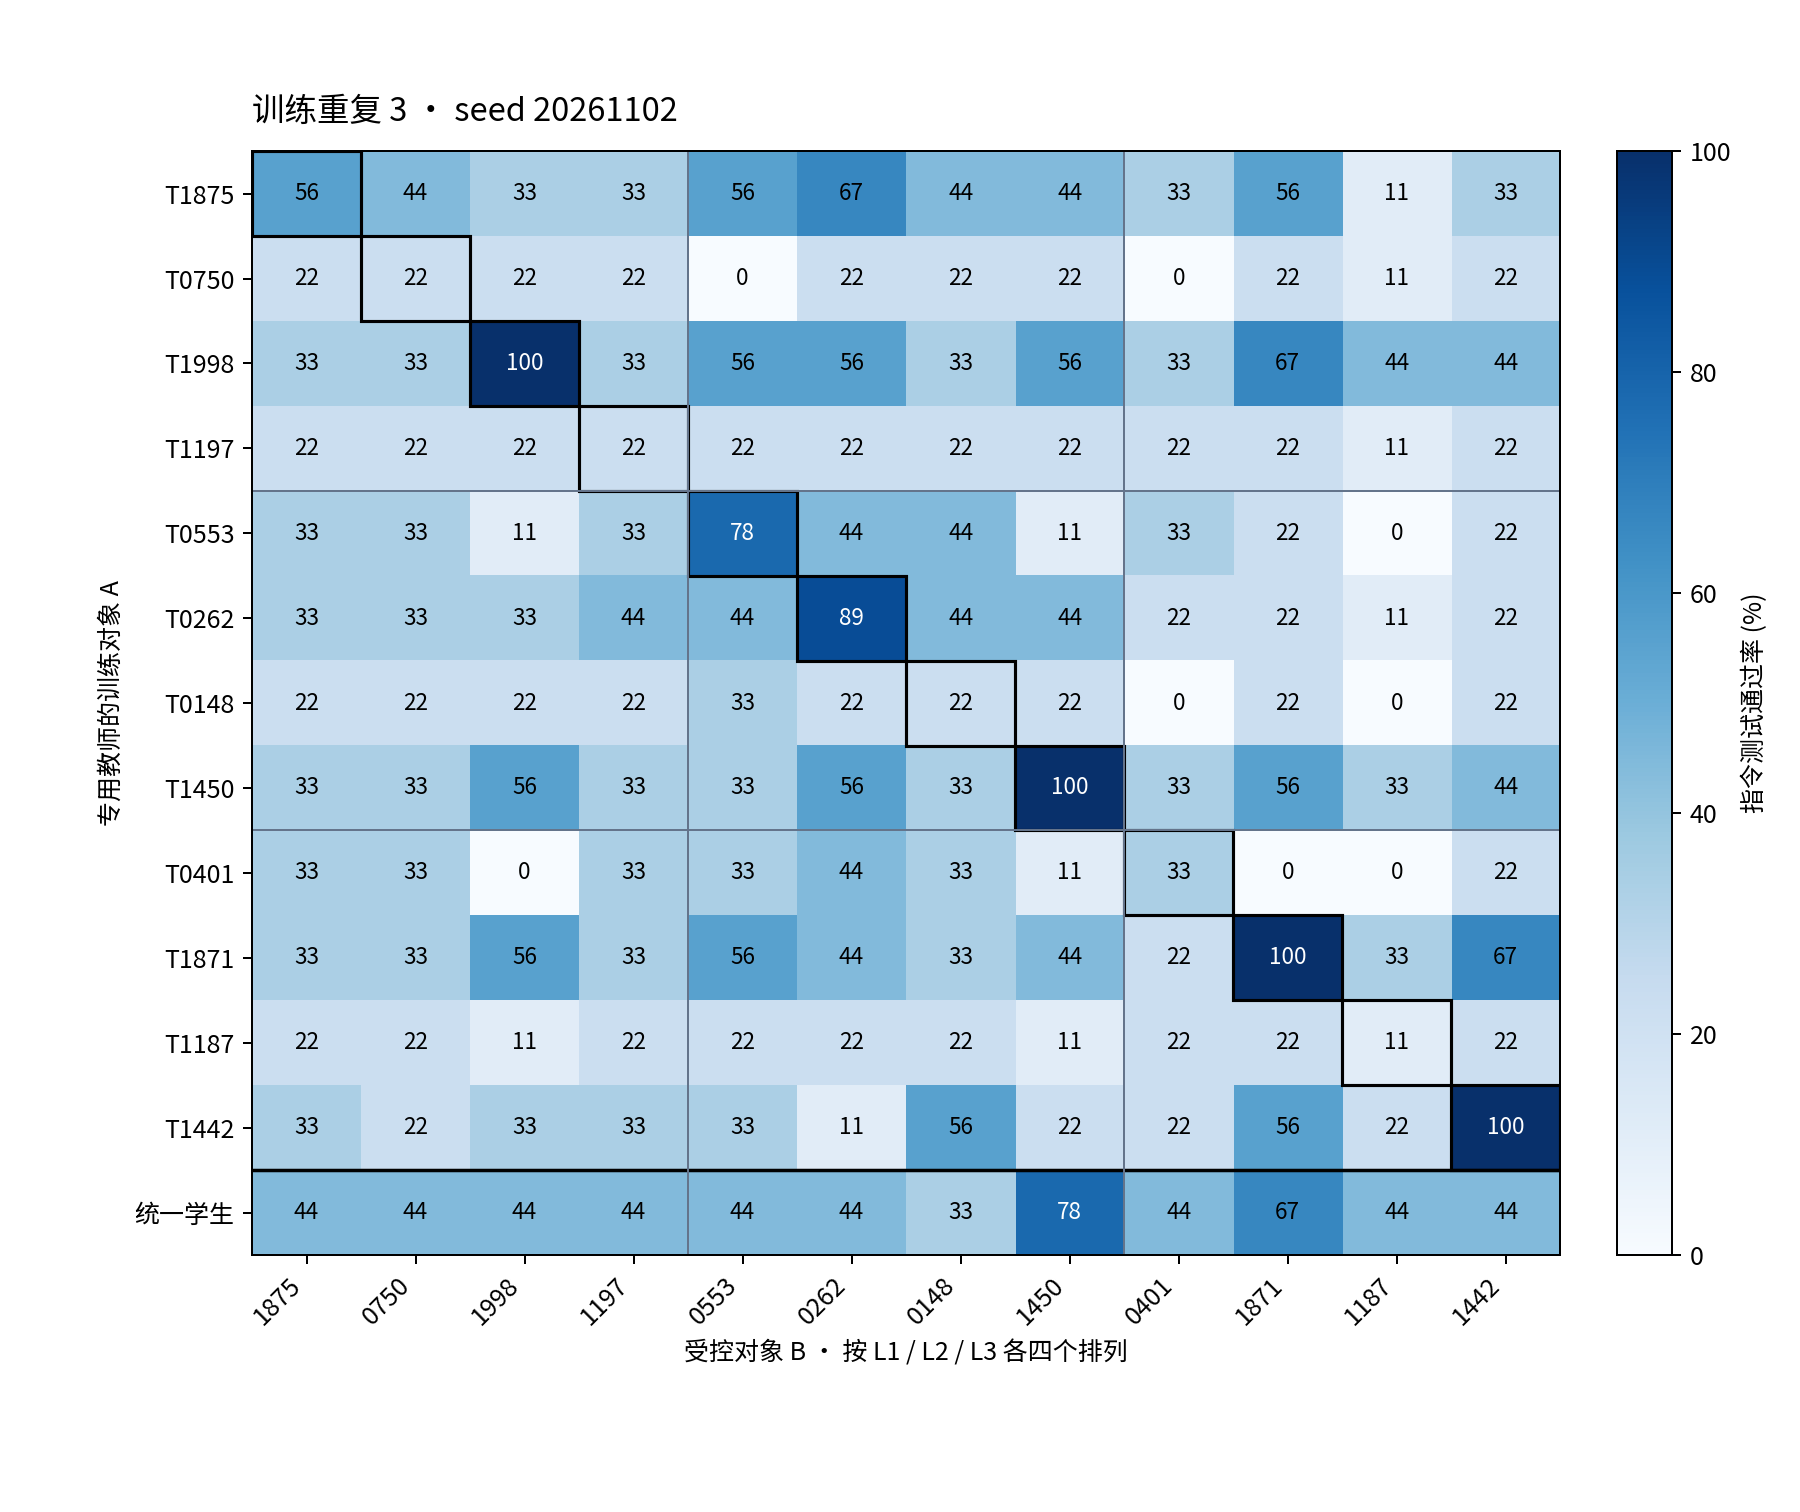 训练重复 3 · seed 20261102
T1875 56 44 33 33 56 67 44 44 33 56 11 33
T0750 22 22 22 22 0 22 22 22 0 22 11 22
T1998 33 33 100 33 56 56 33 56 33 67 44 44
T1197 22 22 22 22 22 22 22 22 22 22 11 22
T0553 33 33 11 33 78 44 44 11 33 22 0 22
T0262 33 33 33 44 44 89 44 44 22 22 11 22
T0148 22 22 22 22 33 22 22 22 0 22 0 22
T1450 33 33 56 33 33 56 33 100 33 56 33 44
T0401 33 33 0 33 33 44 33 11 33 0 0 22
T1871 33 33 56 33 56 44 33 44 22 100 33 67
T1187 22 22 11 22 22 22 22 11 22 22 11 22
T1442 33 22 33 33 33 11 56 22 22 56 22 100
统一学生 44 44 44 44 44 44 33 78 44 67 44 44
1875 0750 1998 1197 0553 0262 0148 1450 0401 1871 1187 1442
受控对象 B · 按 L1 / L2 / L3 各四个排列
专用教师的训练对象 A
100
80
60
40
20
0
指令测试通过率 (%)